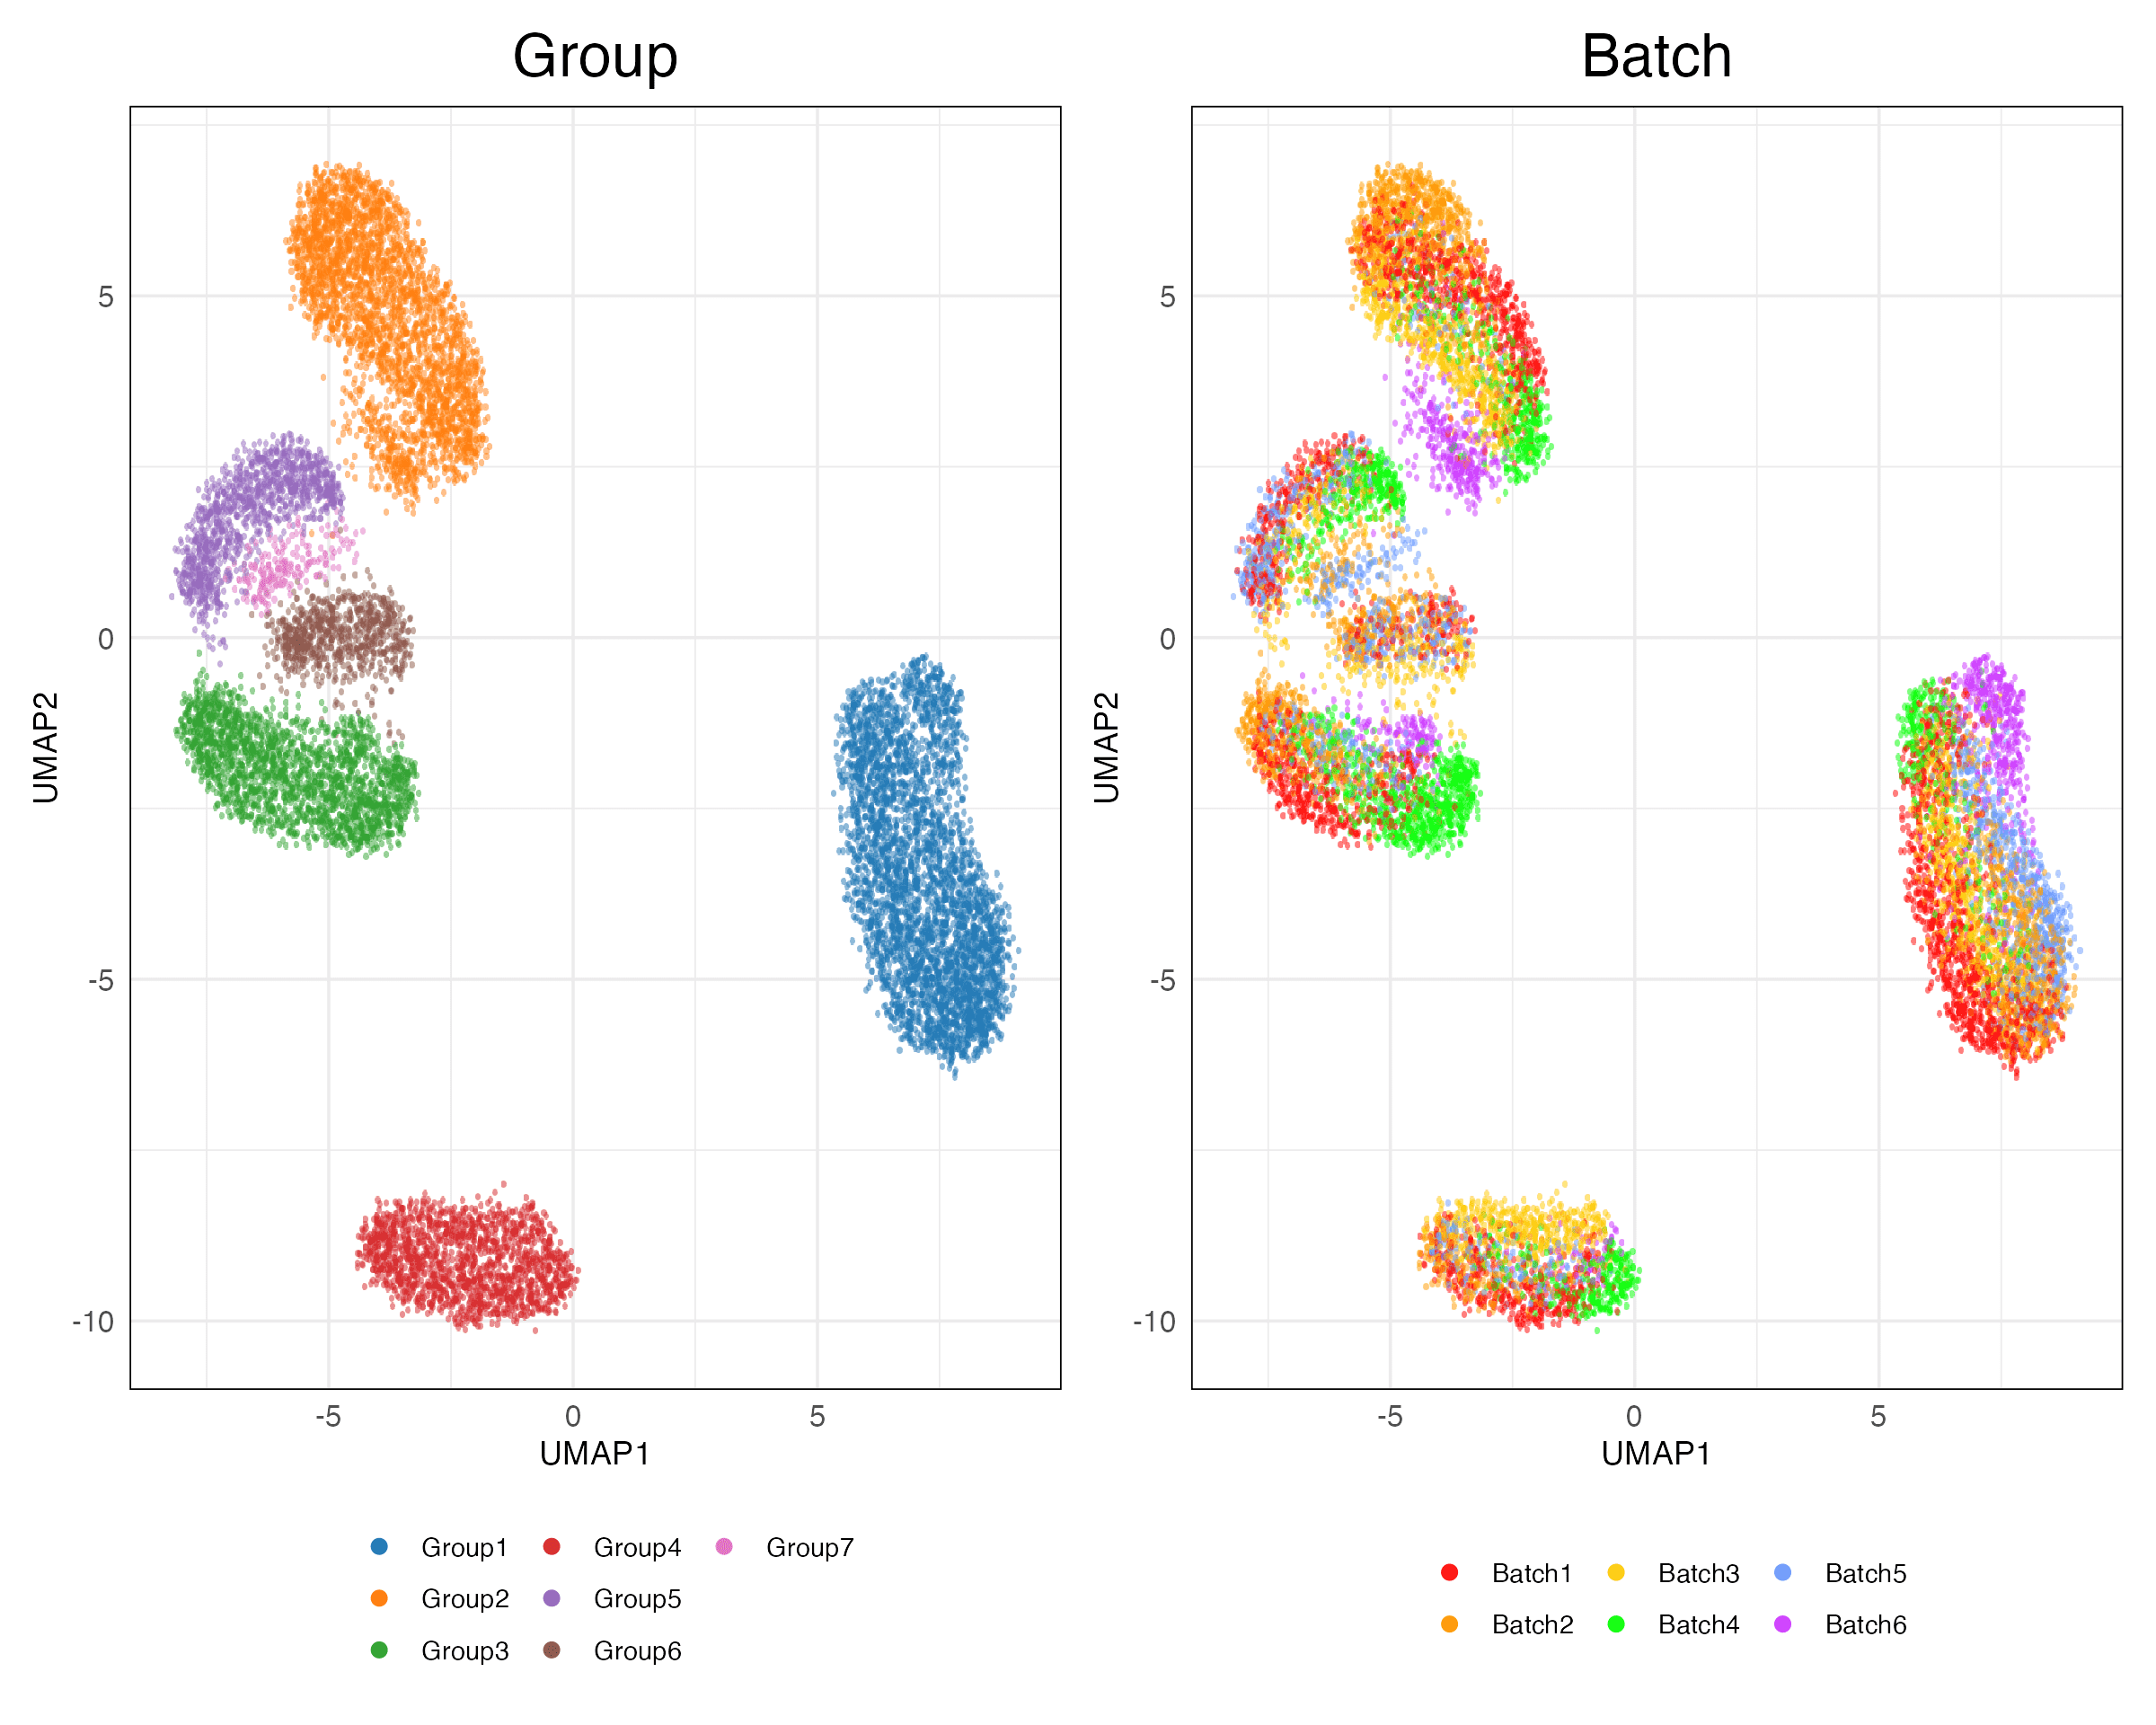 Group
5
0
-5
-10
UMAP2
-5 0 5
UMAP1
Group1 Group4 Group7
Group2 Group5
Group3 Group6
Batch
5
0
-5
-10
UMAP2
-5 0 5
UMAP1
Batch1 Batch3 Batch5
Batch2 Batch4 Batch6